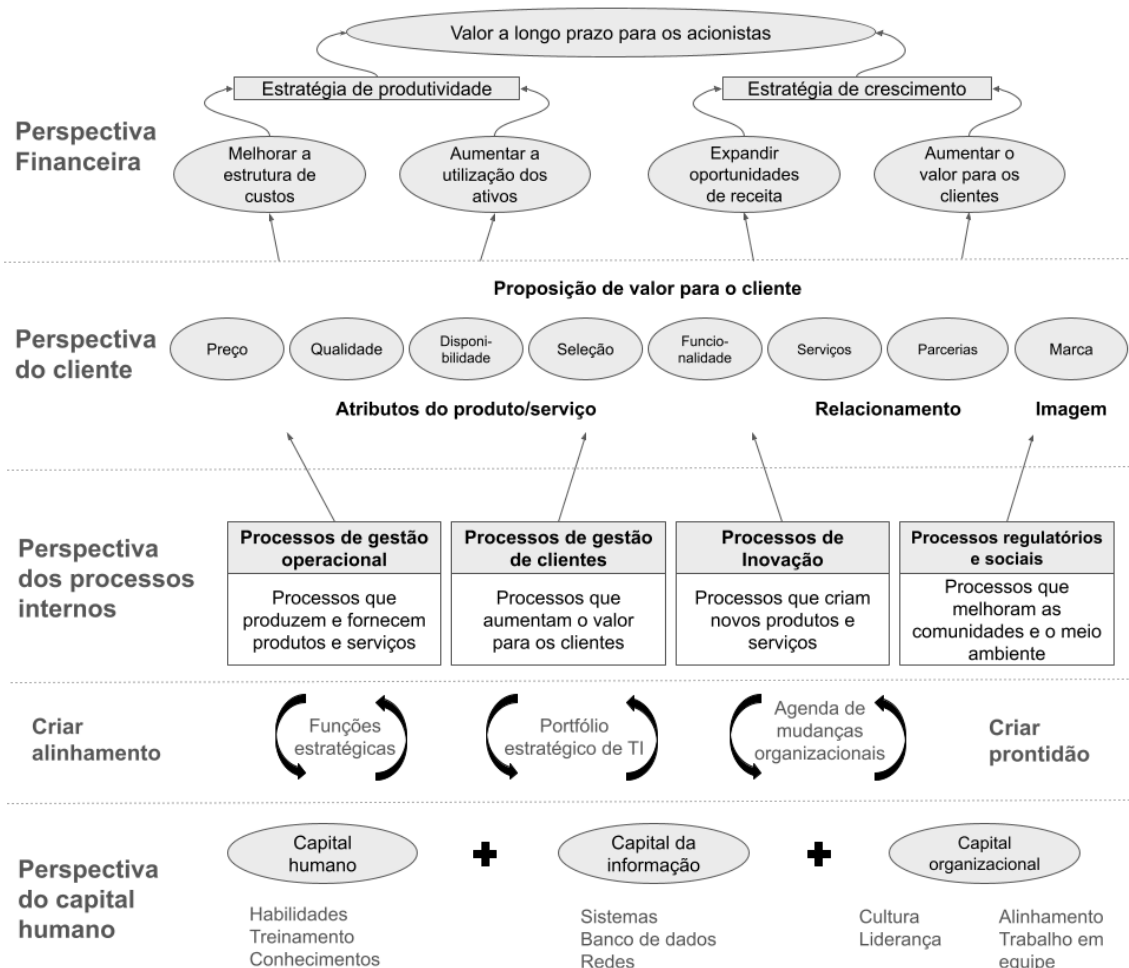 Valor a longo prazo para os acionistas
Estratégia de produtividade
Estratégia de crescimento
Perspectiva
Financeira
Melhorar a
estrutura de
custos
Aumentar a
utilização dos
ativos
Expandir
oportunidades
de receita
Aumentar o
valor para os
clientes
Proposição de valor para o cliente
Perspectiva
do cliente
Preço
Qualidade
Disponi-
bilidade
Seleção
Funcio-
nalidade
Serviços
Parcerias
Marca
Atributos do produto/serviço
Relacionamento
Imagem
Perspectiva
dos processos
internos
Processos de gestão
operacional
Processos que
produzem e fornecem
produtos e serviços
Processos de gestão
de clientes
Processos que
aumentam o valor
para os clientes
Processos de
Inovação
Processos que criam
novos produtos e
serviços
Processos regulatórios
e sociais
Processos que
melhoram as
comunidades e o meio
ambiente
Criar
alinhamento
Funções
estratégicas
Portfólio
estratégico de TI
Agenda de
mudanças
organizacionais
Criar
prontidão
Perspectiva
do capital
humano
Capital
humano
Capital da
informação
Capital
organizacional
Habilidades
Treinamento
Conhecimentos
Sistemas
Banco de dados
Redes
Cultura
Liderança
Alinhamento
Trabalho em
equipe